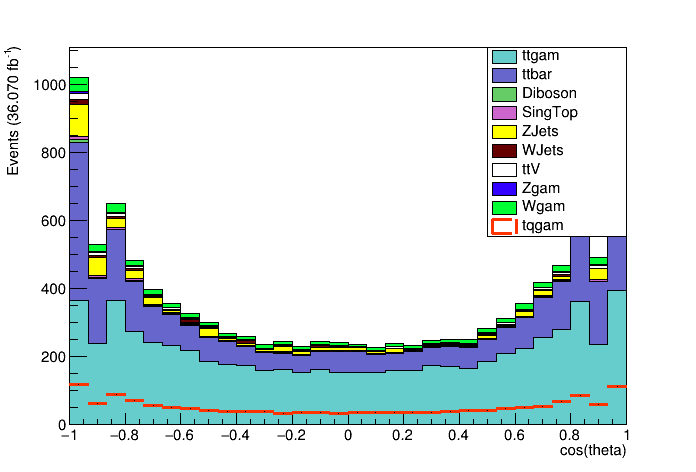 Events (36.070 fb⁻¹)
1000
800
600
400
200
0
ttgam
ttbar
Diboson
SingTop
ZJets
WJets
ttV
Zgam
Wgam
tqgam
−1 −0.8 −0.6 −0.4 −0.2 0 0.2 0.4 0.6 0.8 1
cos(theta)